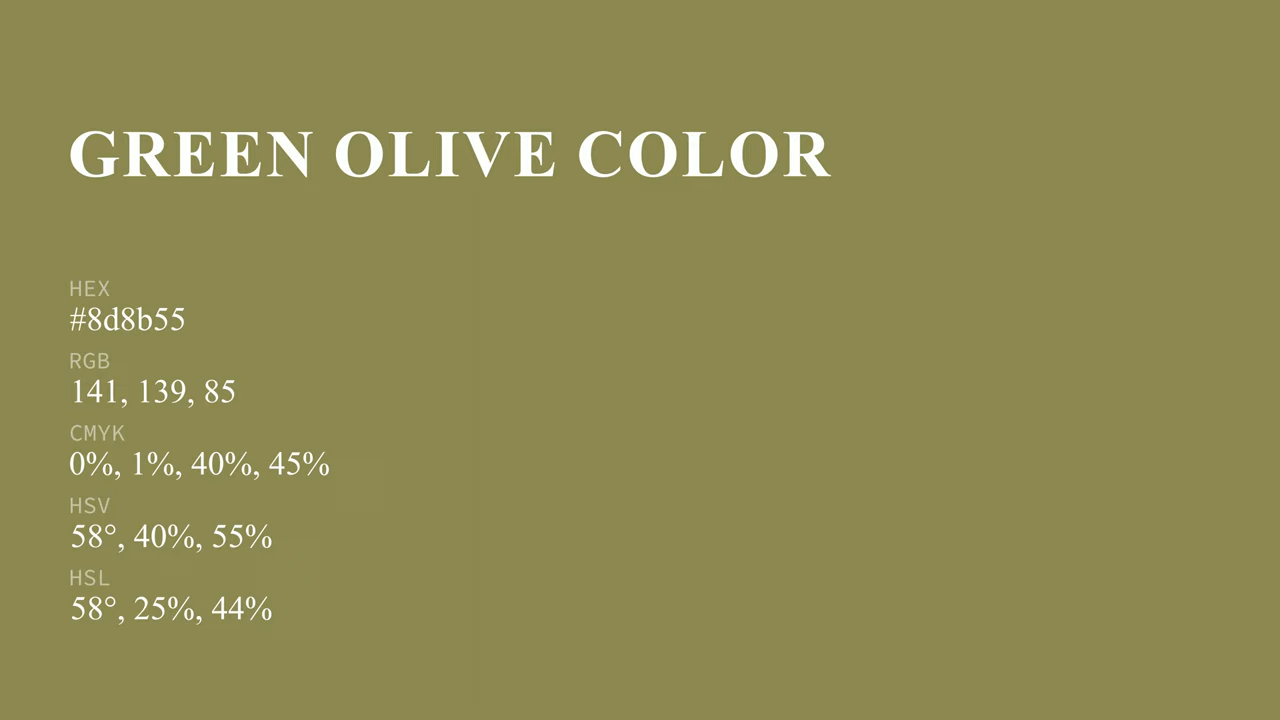 GREEN OLIVE COLOR
HEX
#8d8b55
RGB
141, 139, 85
CMYK
0%, 1%, 40%, 45%
HSV
58°, 40%, 55%
HSL
58°, 25%, 44%